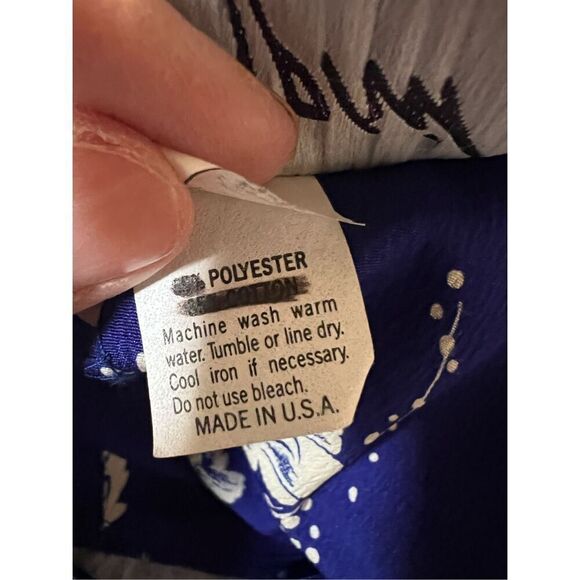 POLYESTER
COTTON
Machine wash warm
water. Tumble or line dry.
Cool iron if necessary.
Do not use bleach.
MADE IN U.S.A.